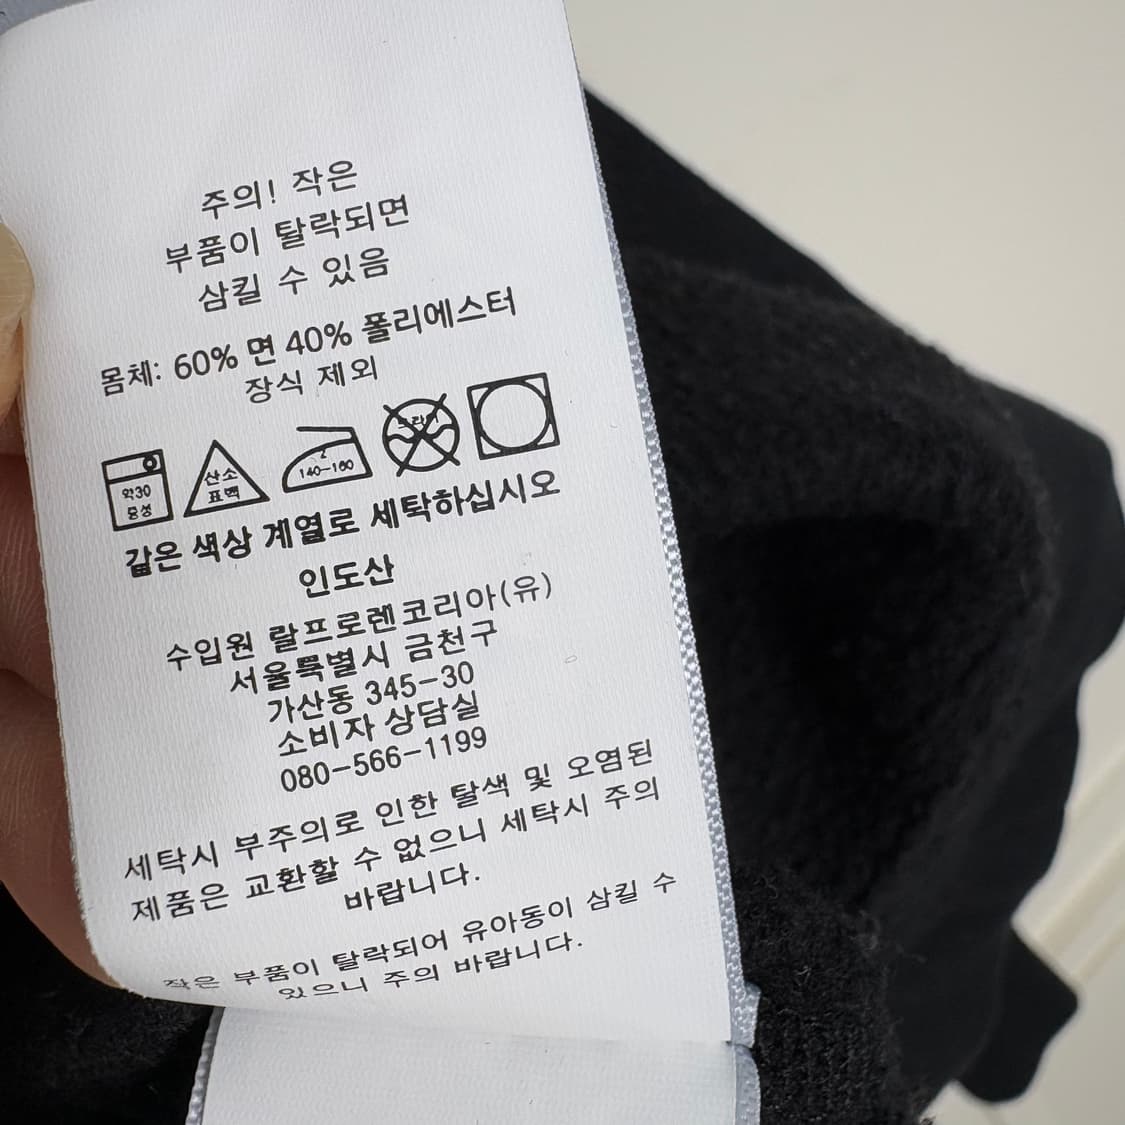 주의! 작은
부품이 탈락되면
삼킬 수 있음
몸체: 60% 면 40% 폴리에스터
장식 제외
약30
중성
산소
표백
140-160
드라이
같은 색상 계열로 세탁하십시오
인도산
수입원 랄프로렌코리아(유)
서울특별시 금천구
가산동 345-30
소비자 상담실
080-566-1199
세탁시 부주의로 인한 탈색 및 오염된
제품은 교환할 수 없으니 세탁시 주의
바랍니다.
작은 부품이 탈락되어 유아동이 삼킬 수
있으니 주의 바랍니다.